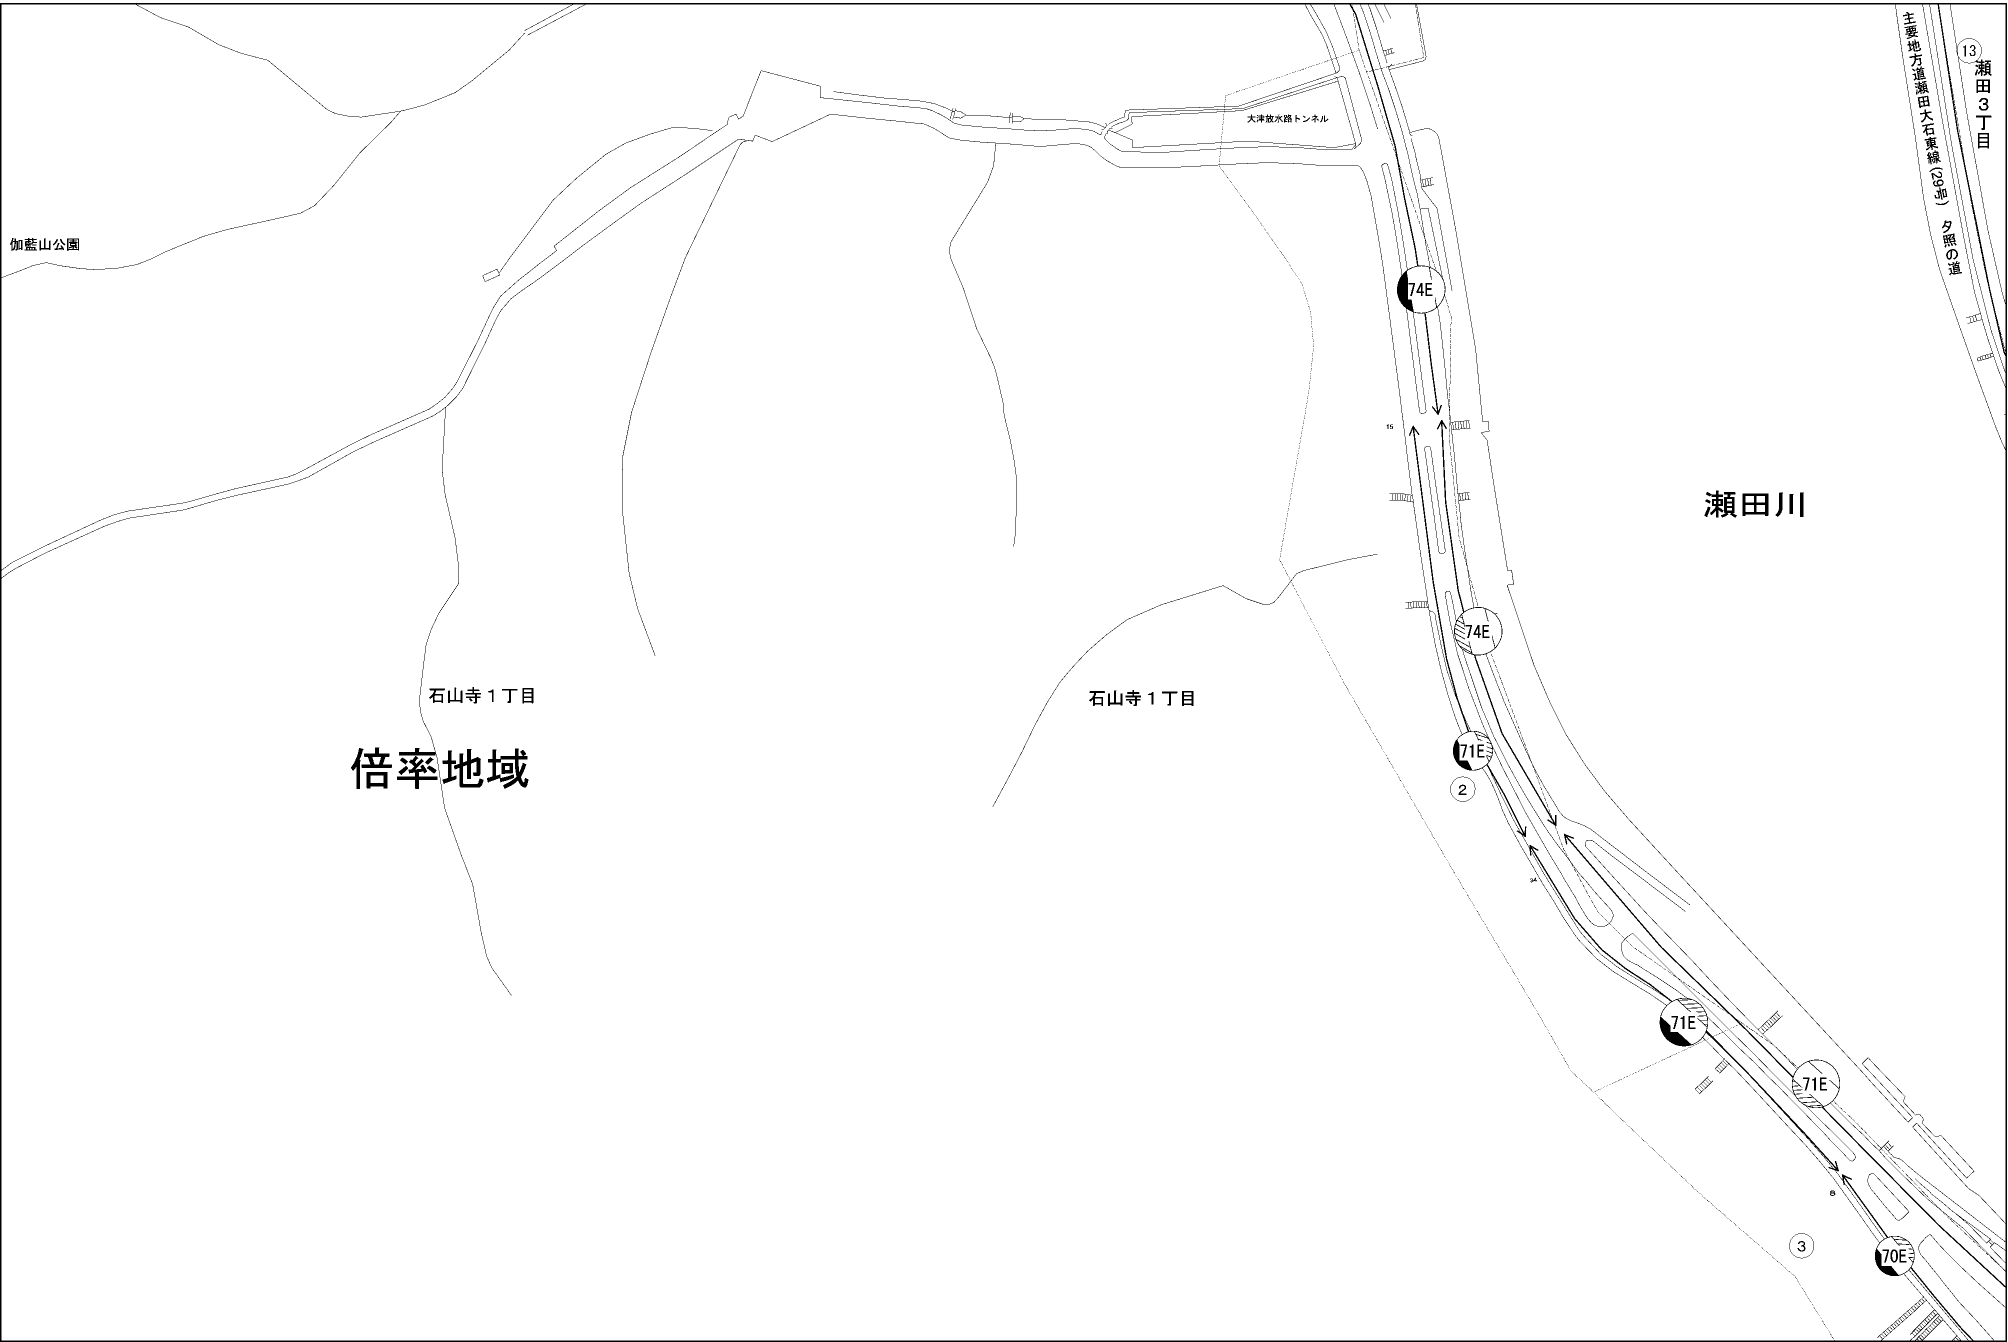 13
瀬田３丁目
主要地方道瀬田大石東線(29号) 夕照の道
大津放水路トンネル
伽藍山公園
74E
15
瀬田川
74E
石山寺１丁目
石山寺１丁目
71E
倍率地域
2
34
71E
71E
8
3
70E